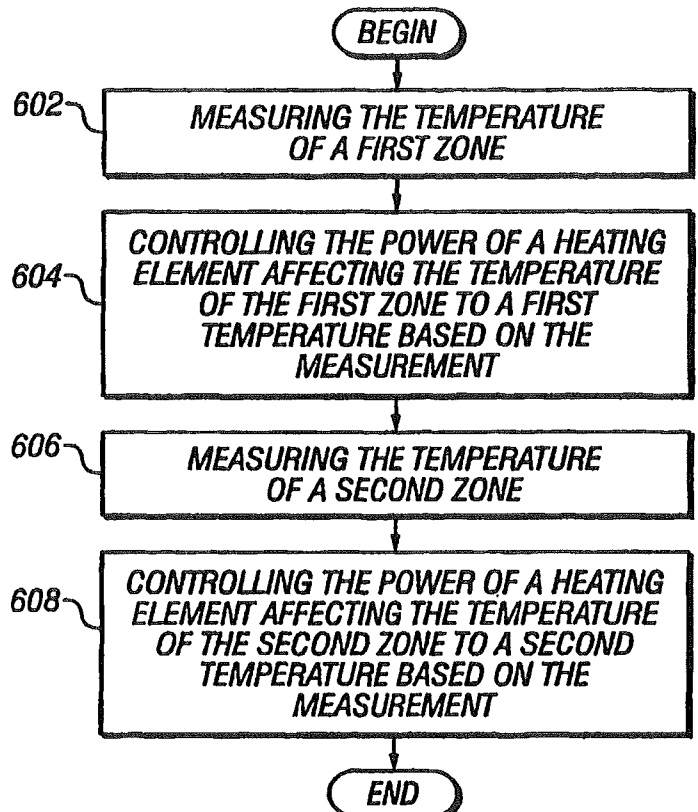 BEGIN
602
MEASURING THE TEMPERATURE
OF A FIRST ZONE
604
CONTROLLING THE POWER OF A HEATING
ELEMENT AFFECTING THE TEMPERATURE
OF THE FIRST ZONE TO A FIRST
TEMPERATURE BASED ON THE
MEASUREMENT
606
MEASURING THE TEMPERATURE
OF A SECOND ZONE
608
CONTROLLING THE POWER OF A HEATING
ELEMENT AFFECTING THE TEMPERATURE
OF THE SECOND ZONE TO A SECOND
TEMPERATURE BASED ON THE
MEASUREMENT
END